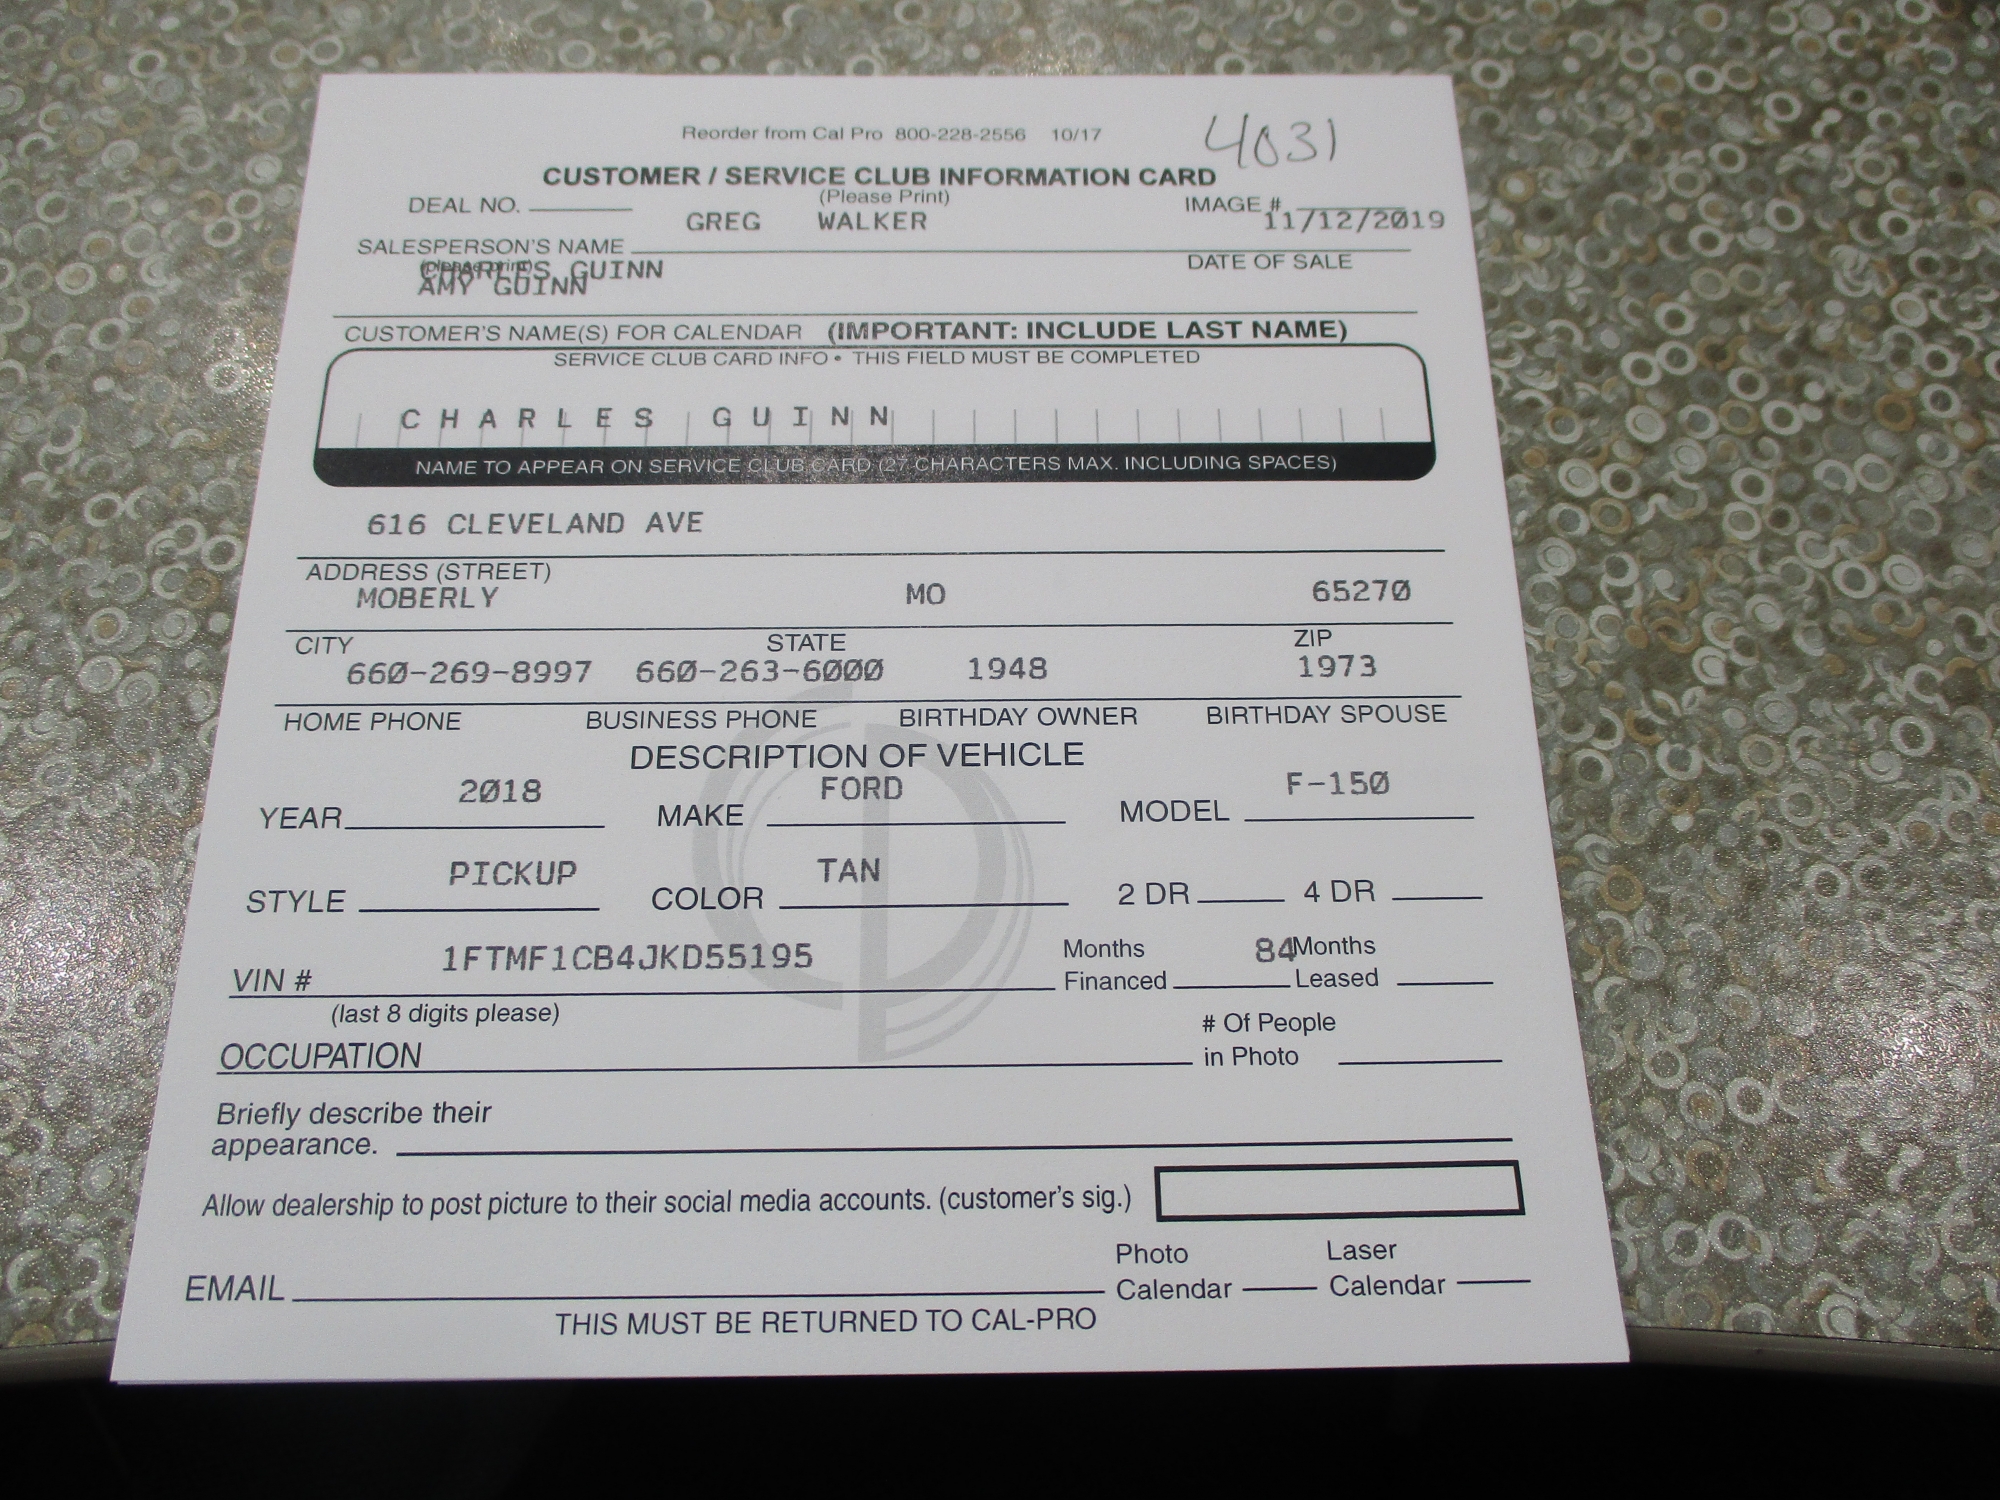 Reorder from Cal Pro 800-228-2556 10/17
4031
CUSTOMER / SERVICE CLUB INFORMATION CARD
(Please Print)
DEAL NO. IMAGE #
GREG WALKER 11/12/2019
SALESPERSON'S NAME DATE OF SALE
(please print)
CHARLES GUINN
AMY GUINN
CUSTOMER'S NAME(S) FOR CALENDAR (IMPORTANT: INCLUDE LAST NAME)
SERVICE CLUB CARD INFO • THIS FIELD MUST BE COMPLETED
CHARLES GUINN
NAME TO APPEAR ON SERVICE CLUB CARD (27 CHARACTERS MAX. INCLUDING SPACES)
616 CLEVELAND AVE
ADDRESS (STREET)
MOBERLY MO 65270
CITY STATE ZIP
660-269-8997 660-263-6000 1948 1973
HOME PHONE BUSINESS PHONE BIRTHDAY OWNER BIRTHDAY SPOUSE
DESCRIPTION OF VEHICLE
YEAR 2018 MAKE FORD MODEL F-150
STYLE PICKUP COLOR TAN 2 DR 4 DR
VIN # 1FTMF1CB4JKD55195 Months Financed 84 Months Leased
(last 8 digits please)
OCCUPATION # Of People in Photo
Briefly describe their
appearance.
Allow dealership to post picture to their social media accounts. (customer's sig.)
EMAIL Photo Calendar Laser Calendar
THIS MUST BE RETURNED TO CAL-PRO